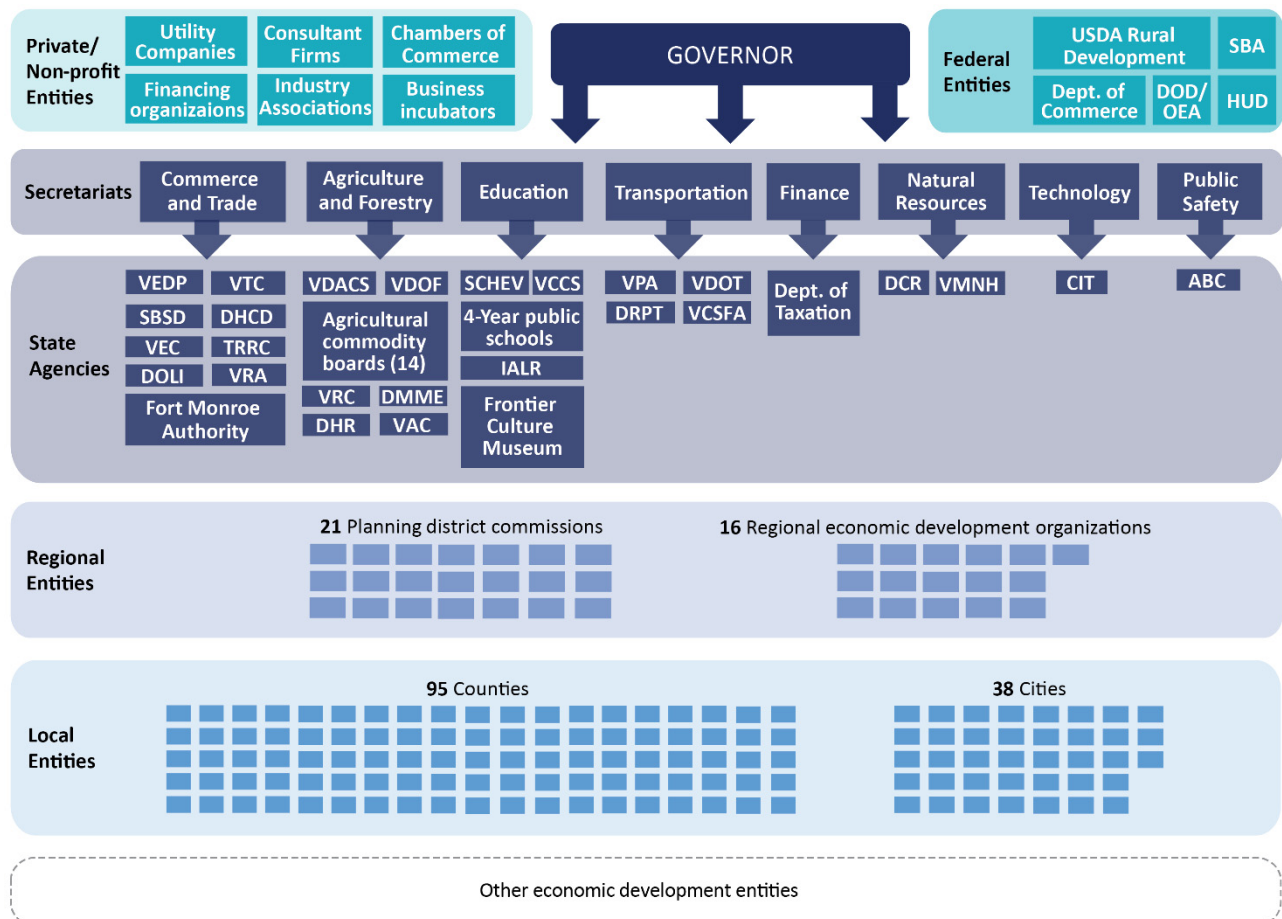 Private/
Non-profit
Entities
Utility
Companies
Consultant
Firms
Chambers of
Commerce
Financing
organizaions
Industry
Associations
Business
incubators
GOVERNOR
Federal
Entities
USDA Rural
Development
SBA
Dept. of
Commerce
DOD/
OEA
HUD
Secretariats
Commerce
and Trade
Agriculture
and Forestry
Education
Transportation
Finance
Natural
Resources
Technology
Public
Safety
State
Agencies
VEDP
VTC
SBSD
DHCD
VEC
TRRC
DOLI
VRA
Fort Monroe
Authority
VDACS
VDOF
Agricultural
commodity
boards (14)
VRC
DMME
DHR
VAC
SCHEV
VCCS
4-Year public
schools
IALR
Frontier
Culture
Museum
VPA
VDOT
DRPT
VCSFA
Dept. of
Taxation
DCR
VMNH
CIT
ABC
Regional
Entities
21 Planning district commissions
16 Regional economic development organizations
Local
Entities
95 Counties
38 Cities
Other economic development entities